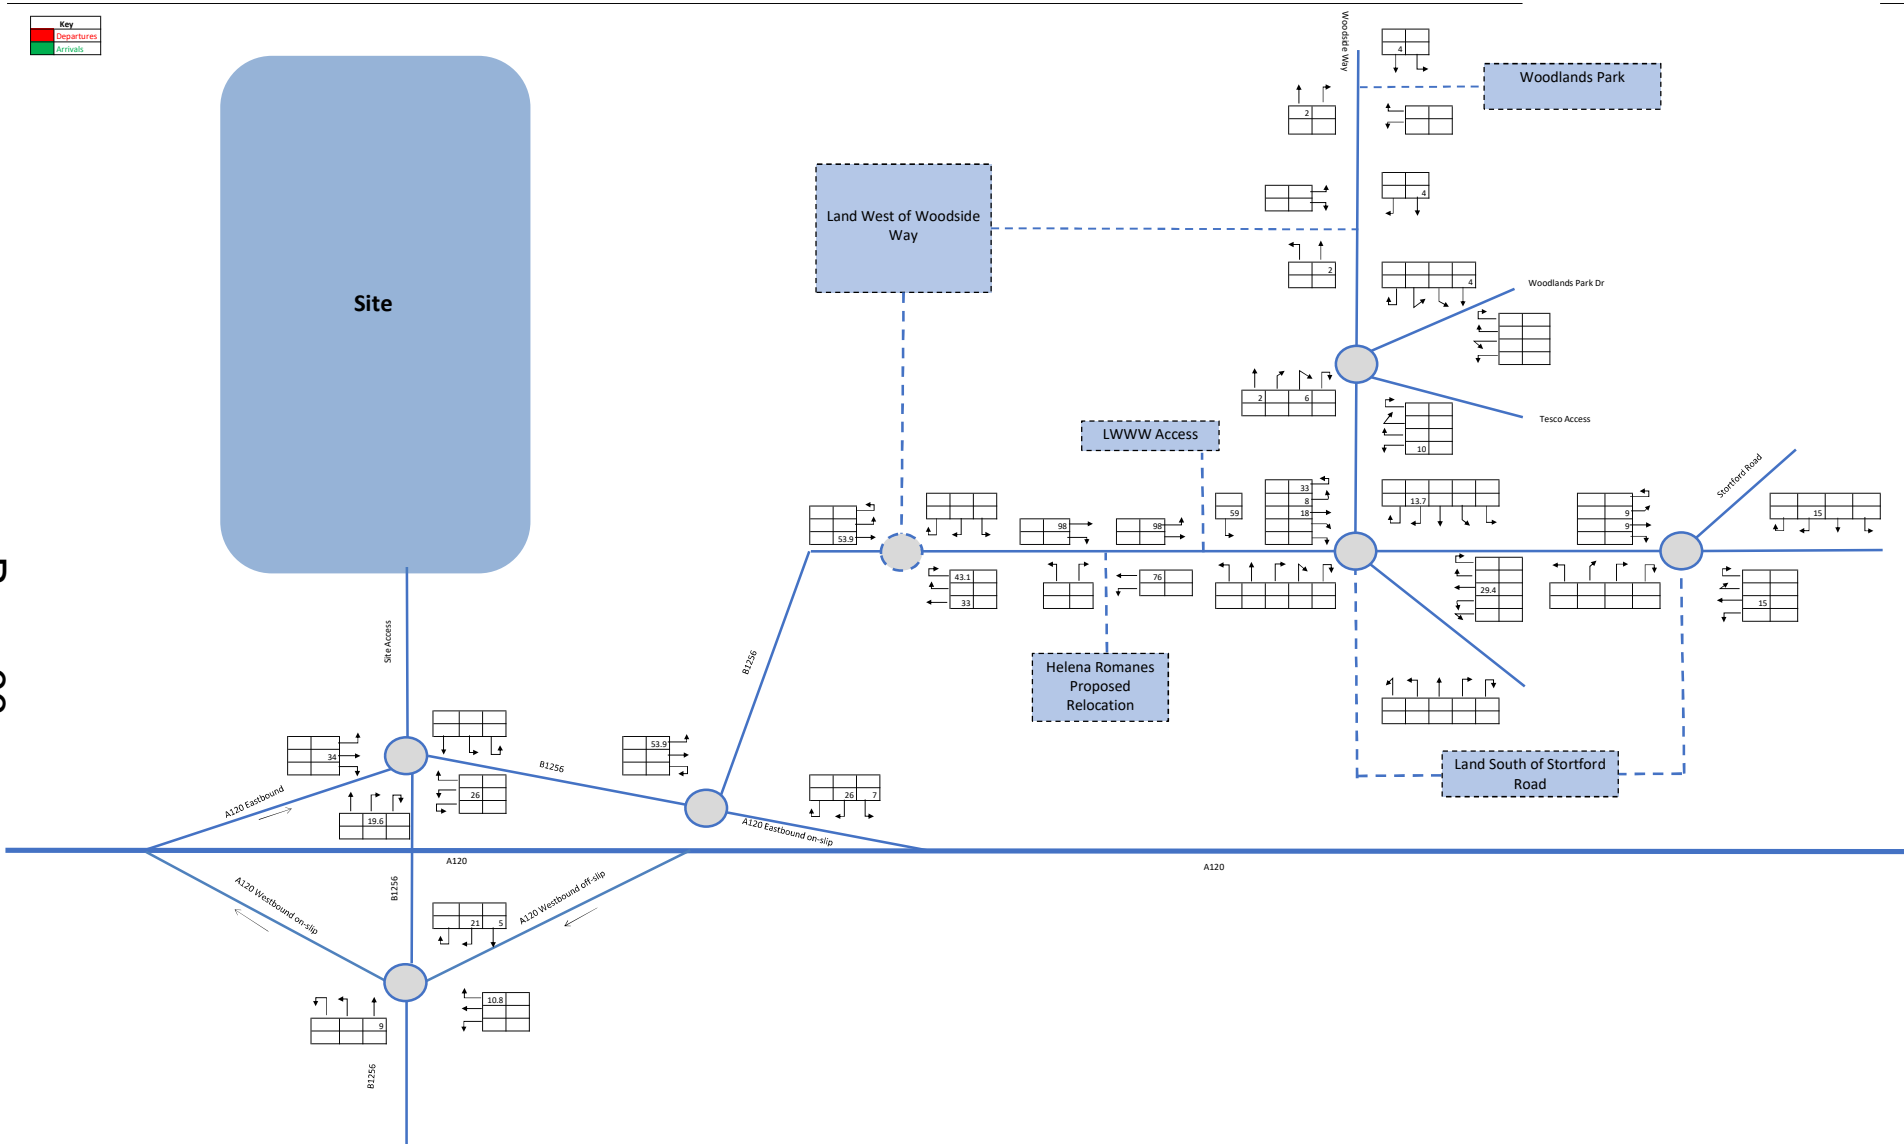 Key
Departures
Arrivals
Woodside Way
4
Woodlands Park
2
4
Land West of Woodside
Way
2
4
Woodlands Park Dr
Site
2
6
Tesco Access
LWWW Access
10
Stortford Road
33
8
18
13.7
59
9
9
15
98
98
53.9
43.1
33
76
29.4
15
Site Access
B1256
Helena Romanes
Proposed
Relocation
34
53.9
B1256
26
Land South of Stortford
Road
A120 Eastbound
19.6
26
7
A120 Eastbound on-slip
A120
A120
B1256
A120 Westbound on-slip
A120 Westbound off-slip
21
5
10.8
9
B1256